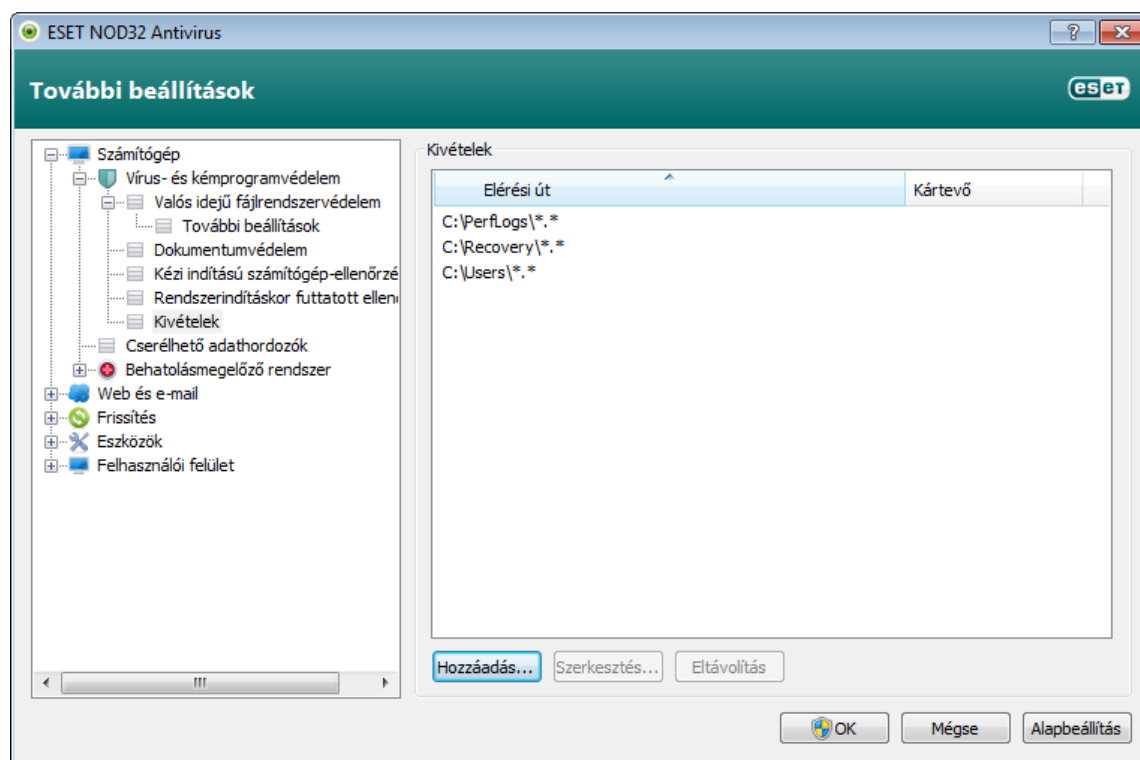 ESET NOD32 Antivirus
További beállítások
eset
Számítógép
Vírus- és kémprogramvédelem
Valós idejű fájlrendszervédelem
További beállítások
Dokumentumvédelem
Kézi indítású számítógép-ellenőrzé
Rendszerindításkor futtatott ellen
Kivételek
Cserélhető adathordozók
Behatolásmegelőző rendszer
Web és e-mail
Frissítés
Eszközök
Felhasználói felület
Kivételek
Elérési út Kártevő
C:\PerfLogs\*.*
C:\Recovery\*.*
C:\Users\*.*
Hozzáadás... Szerkesztés... Eltávolítás
OK Mégse Alapbeállítás